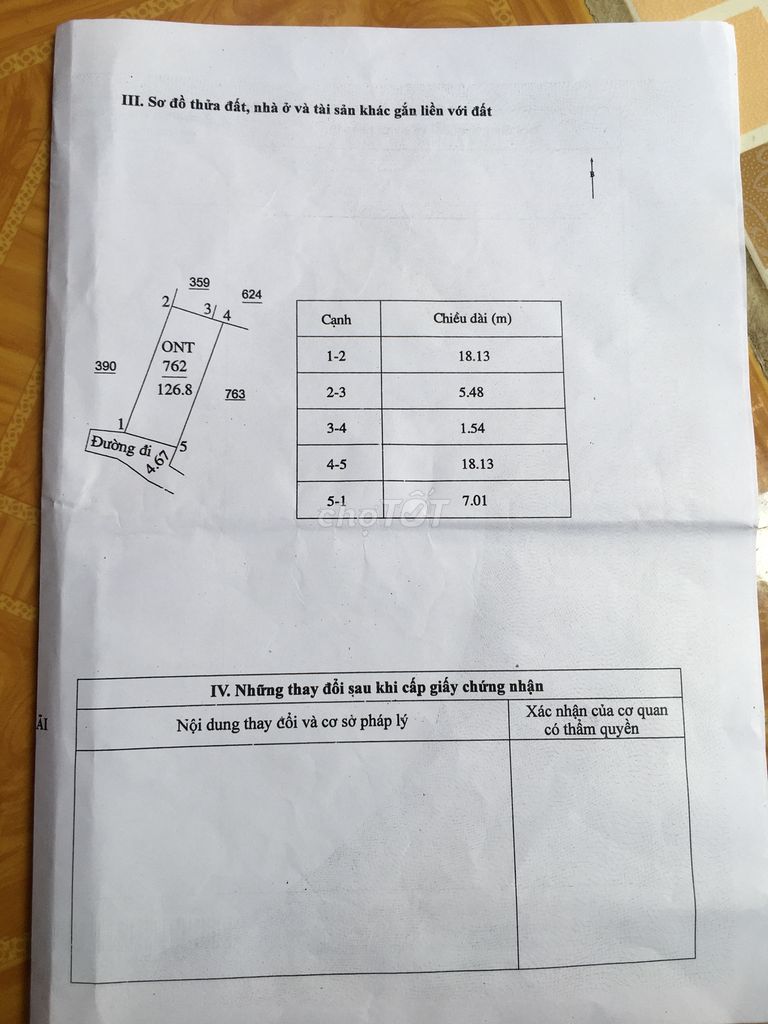 III. Sơ đồ thửa đất, nhà ở và tài sản khác gắn liền với đất
B
359
624
2
3
4
ONT
762
126.8
390
763
1
5
Đường đi
4.67
Cạnh Chiều dài (m)
1-2 18.13
2-3 5.48
3-4 1.54
4-5 18.13
5-1 7.01
chợTỐT
IV. Những thay đổi sau khi cấp giấy chứng nhận
Nội dung thay đổi và cơ sở pháp lý
Xác nhận của cơ quan
có thẩm quyền
ẢI